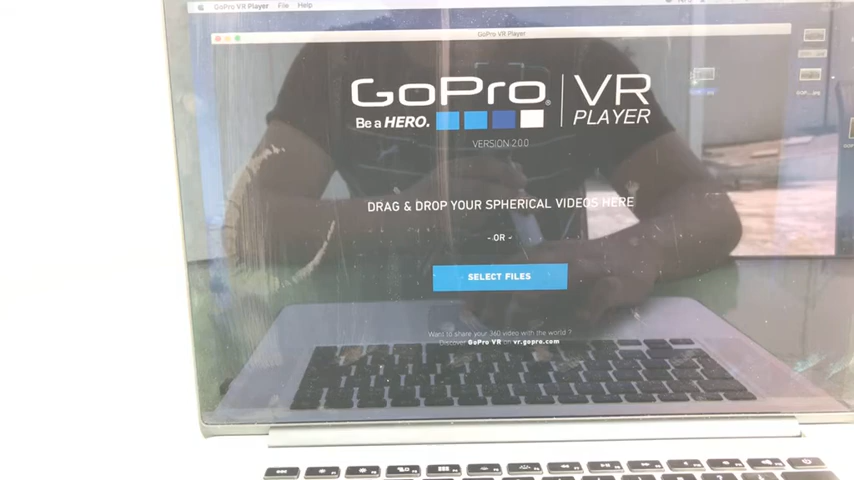 GoPro VR Player File Help
GoPro VR Player
GoPro® VR
Be a HERO. PLAYER
VERSION 2.0.0
DRAG & DROP YOUR SPHERICAL VIDEOS HERE
- OR -
SELECT FILES
Want to share your 360 video with the world ?
Discover GoPro VR on vr.gopro.com